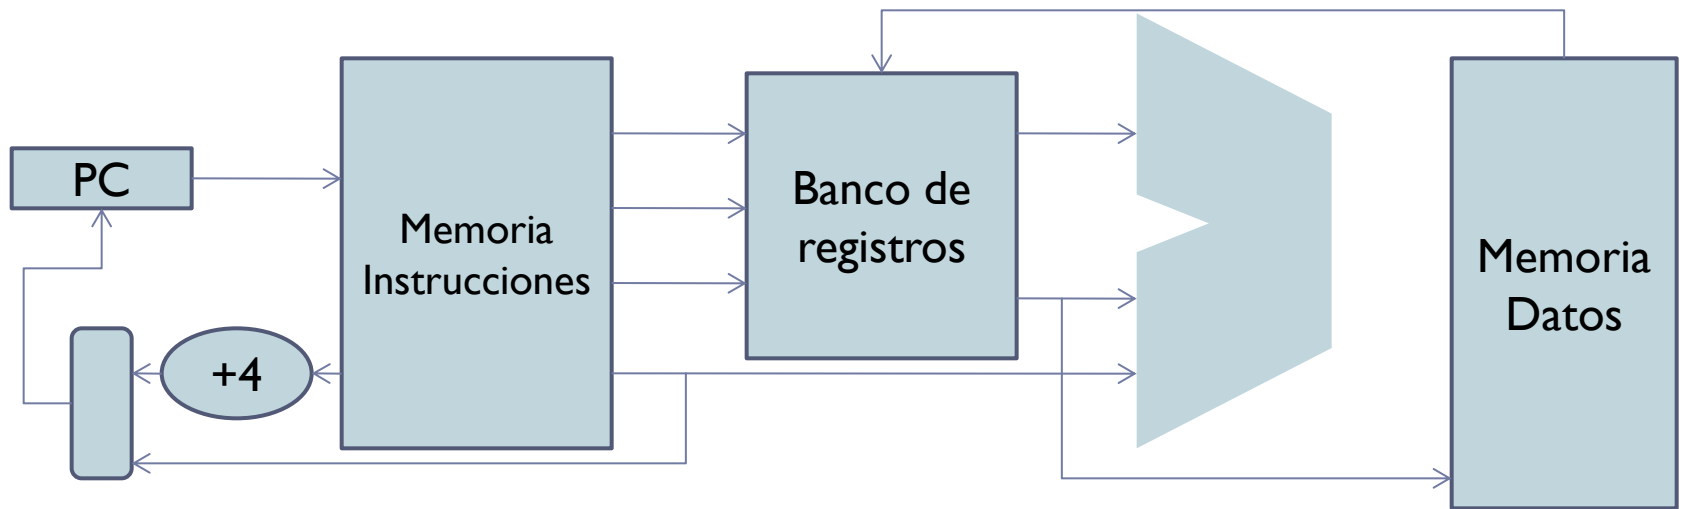 PC
Memoria
Instrucciones
+4
Banco de
registros
Memoria
Datos